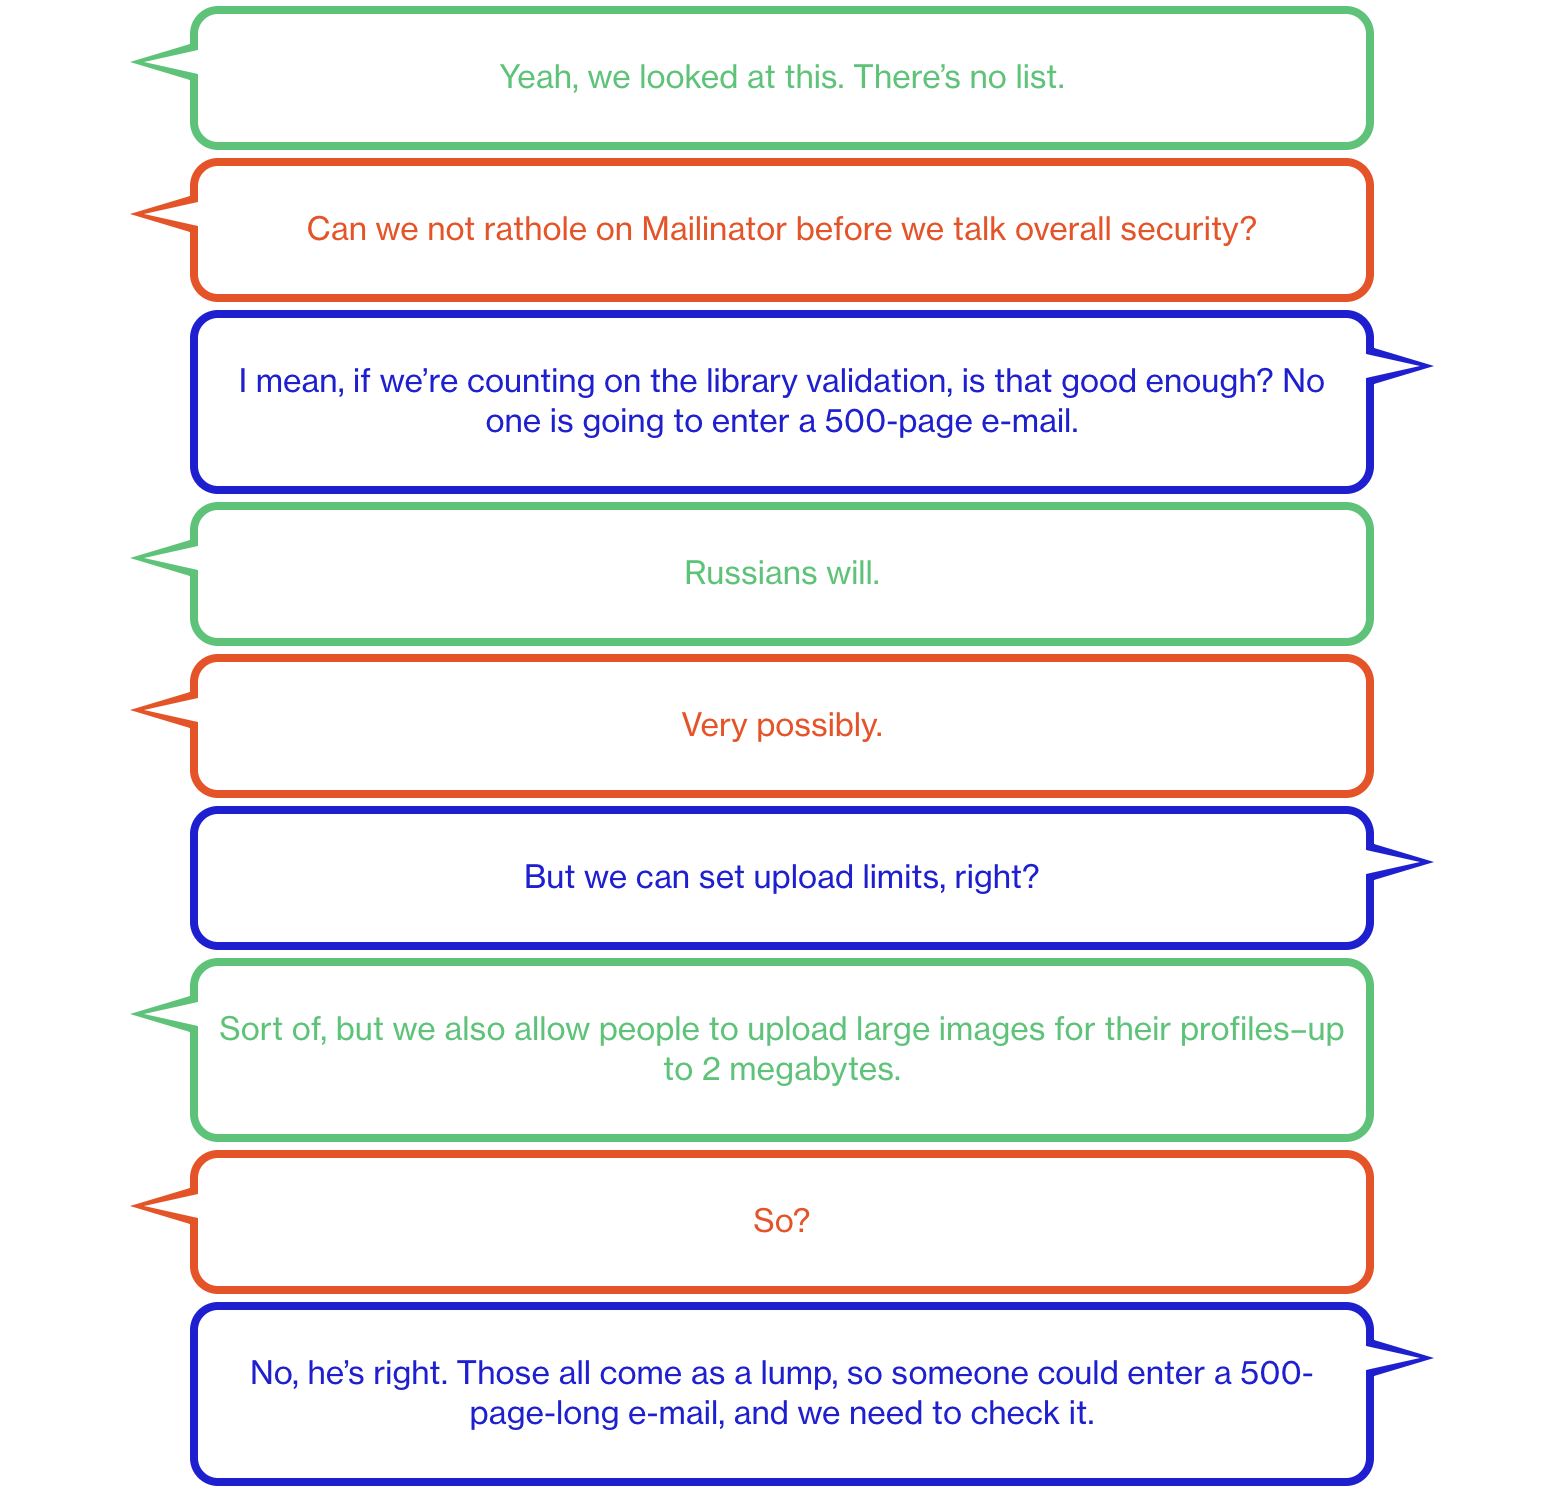 Yeah, we looked at this. There’s no list.
Can we not rathole on Mailinator before we talk overall security?
I mean, if we’re counting on the library validation, is that good enough? No
one is going to enter a 500-page e-mail.
Russians will.
Very possibly.
But we can set upload limits, right?
Sort of, but we also allow people to upload large images for their profiles–up
to 2 megabytes.
So?
No, he’s right. Those all come as a lump, so someone could enter a 500-
page-long e-mail, and we need to check it.